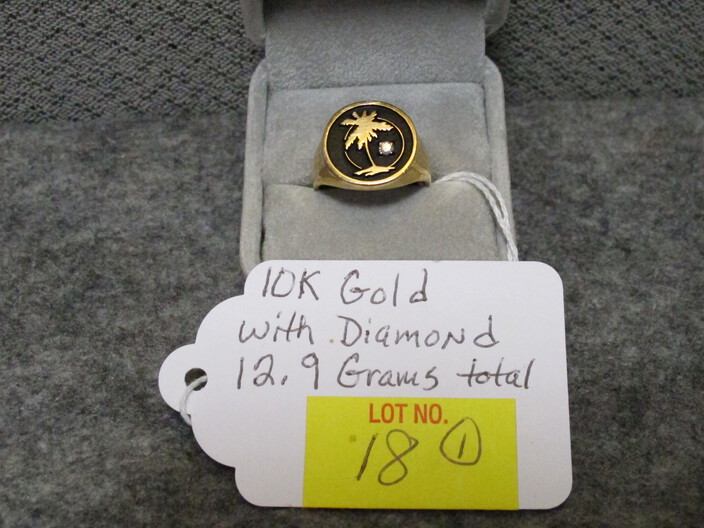 10K Gold
with Diamond
12.9 Grams total
LOT NO.
18 1